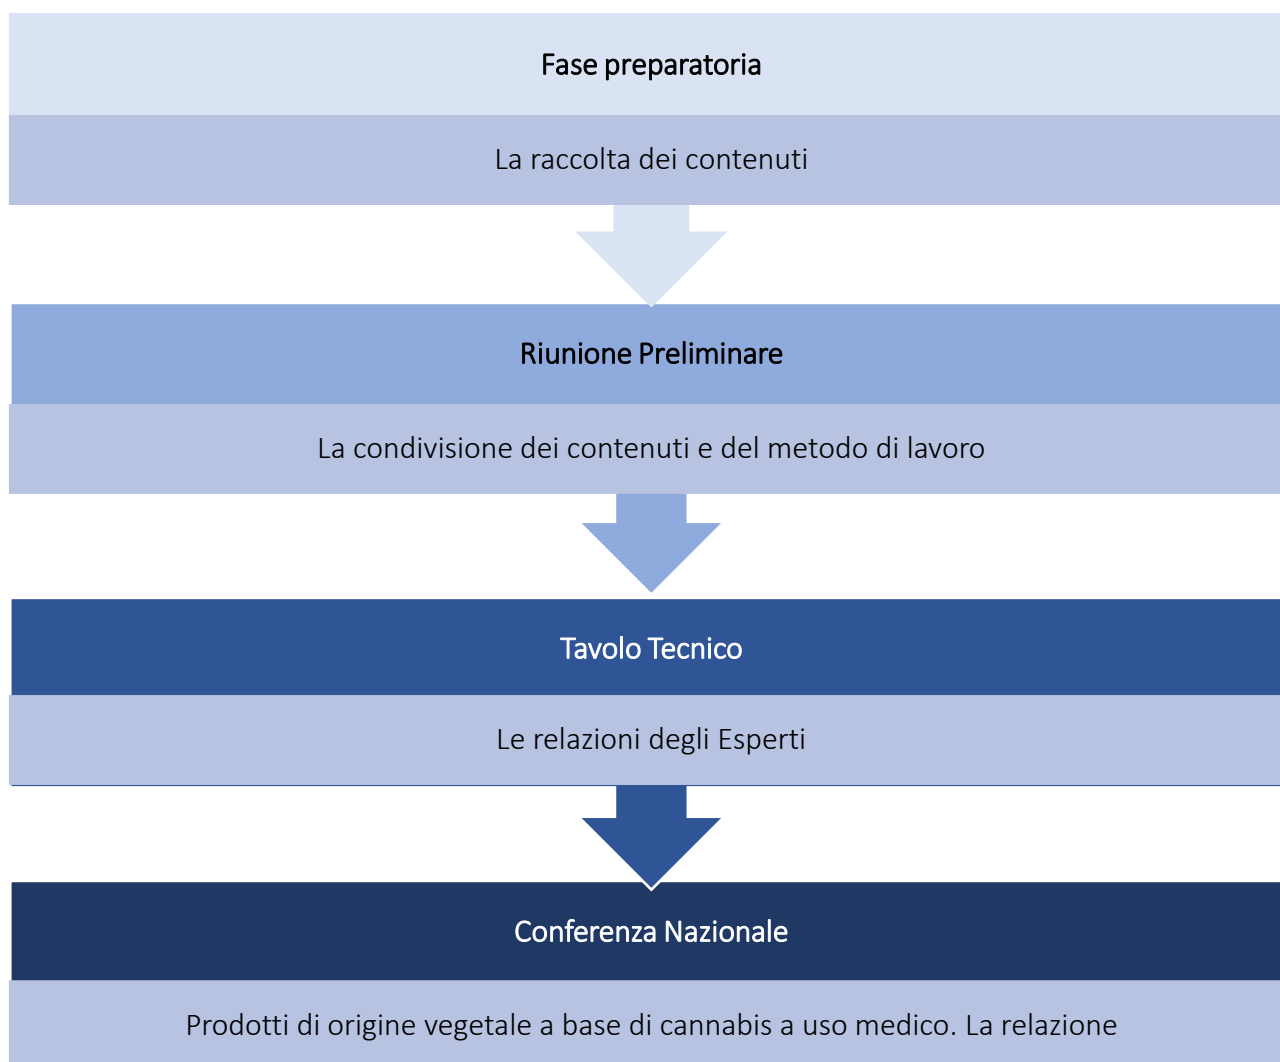 Fase preparatoria
La raccolta dei contenuti
Riunione Preliminare
La condivisione dei contenuti e del metodo di lavoro
Tavolo Tecnico
Le relazioni degli Esperti
Conferenza Nazionale
Prodotti di origine vegetale a base di cannabis a uso medico. La relazione